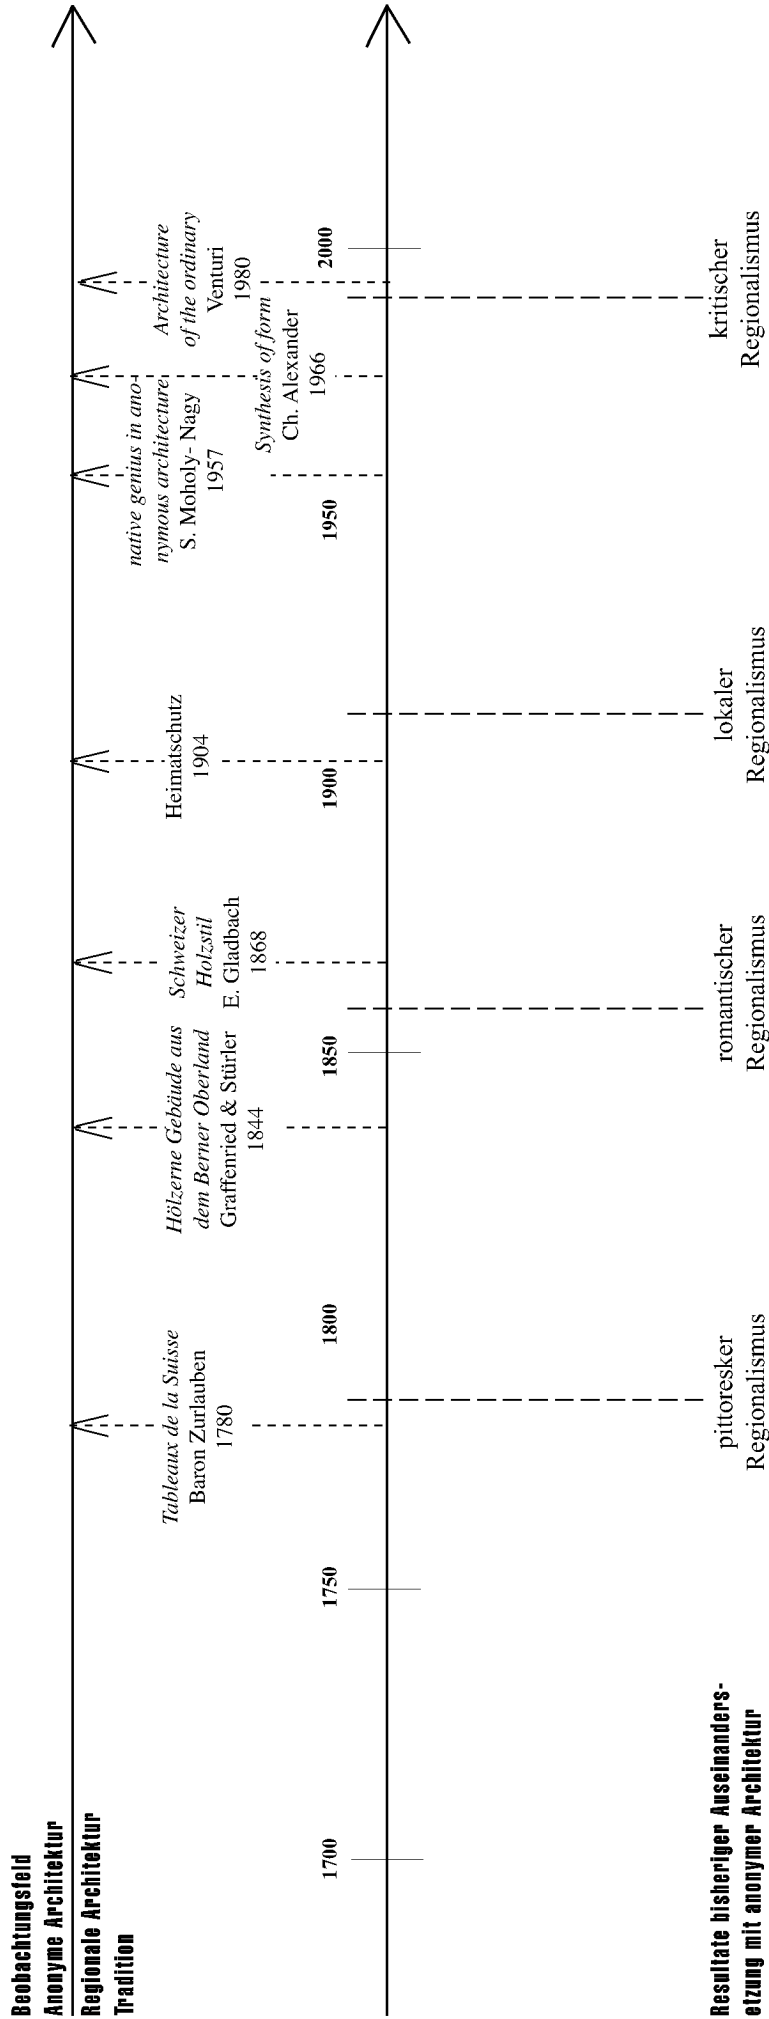 Beobachtungsfeld
Anonyme Architektur
Regionale Architektur
Tradition
Tableaux de la Suisse
Baron Zurlauben
1780
Hölzerne Gebäude aus
dem Berner Oberland
Graffenried & Stürler
1844
Schweizer
Holzstil
E. Gladbach
1868
Heimatschutz
1904
native genius in ano-
nymous architecture
S. Moholy- Nagy
1957
Synthesis of form
Ch. Alexander
1966
Architecture
of the ordinary
Venturi
1980
1700
1750
1800
1850
1900
1950
2000
Resultate bisheriger Auseinanders-
etzung mit anonymer Architektur
pittoresker
Regionalismus
romantischer
Regionalismus
lokaler
Regionalismus
kritischer
Regionalismus